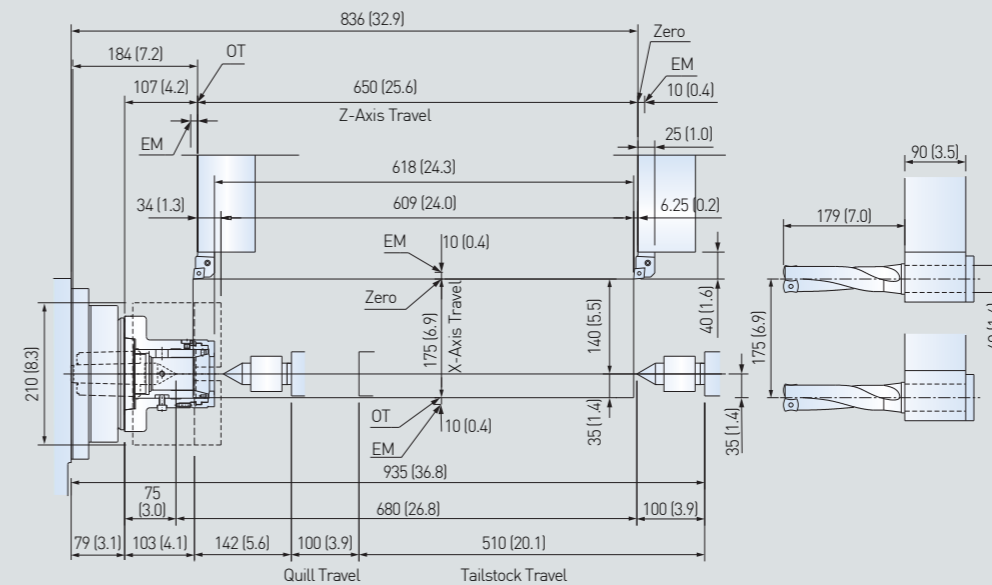 836 (32.9)
Zero
184 (7.2)
OT
EM
107 (4.2)
650 (25.6)
10 (0.4)
Z-Axis Travel
EM
25 (1.0)
90 (3.5)
618 (24.3)
34 (1.3)
609 (24.0)
6.25 (0.2)
179 (7.0)
EM
10 (0.4)
Zero
175 (6.9)
X-Axis Travel
140 (5.5)
40 (1.6)
175 (6.9)
210 (8.3)
OT
10 (0.4)
EM
35 (1.4)
35 (1.4)
935 (36.8)
75
(3.0)
680 (26.8)
100 (3.9)
79 (3.1)
103 (4.1)
142 (5.6)
100 (3.9)
510 (20.1)
Quill Travel
Tailstock Travel